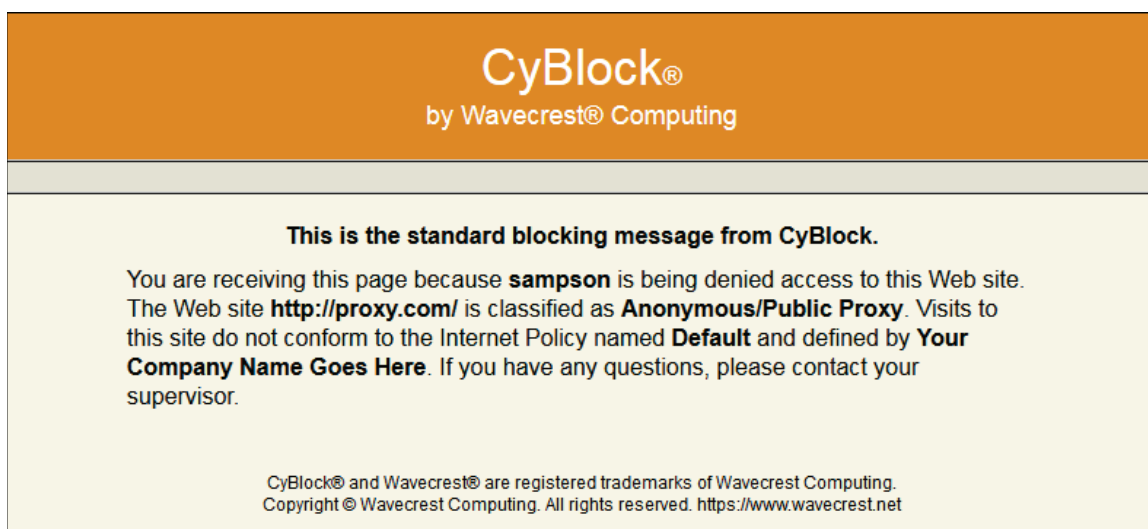 CyBlock®
by Wavecrest® Computing
This is the standard blocking message from CyBlock.
You are receiving this page because sampson is being denied access to this Web site.
The Web site http://proxy.com/ is classified as Anonymous/Public Proxy. Visits to
this site do not conform to the Internet Policy named Default and defined by Your
Company Name Goes Here. If you have any questions, please contact your
supervisor.
CyBlock® and Wavecrest® are registered trademarks of Wavecrest Computing.
Copyright © Wavecrest Computing. All rights reserved. https://www.wavecrest.net